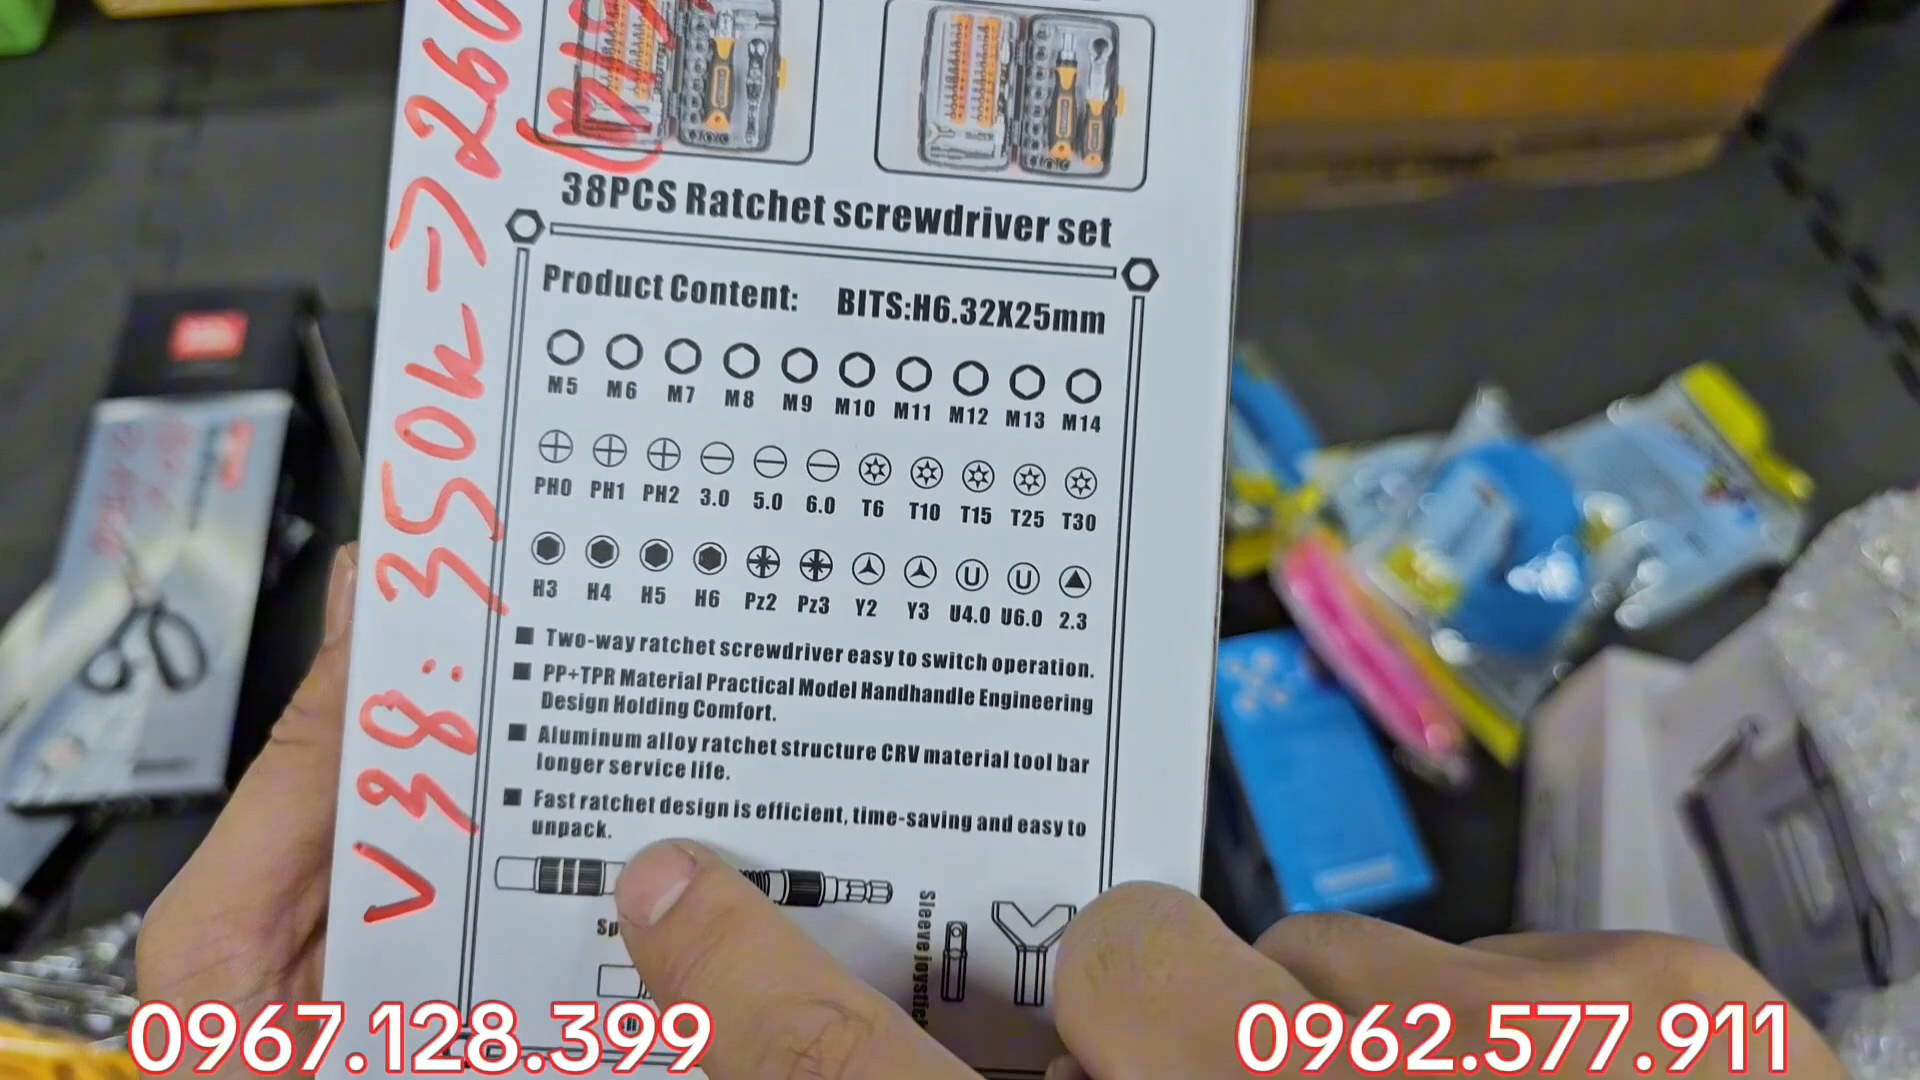 38PCS Ratchet screwdriver set
Product Content: BITS:H6.32X25mm
M5 M6 M7 M8 M9 M10 M11 M12 M13 M14
PH0 PH1 PH2 3.0 5.0 6.0 T6 T10 T15 T25 T30
H3 H4 H5 H6 Pz2 Pz3 Y2 Y3 U4.0 U6.0 2.3
■ Two-way ratchet screwdriver easy to switch operation.
■ PP+TPR Material Practical Model Handhandle Engineering
Design Holding Comfort.
■ Aluminum alloy ratchet structure CRV material tool bar
longer service life.
■ Fast ratchet design is efficient, time-saving and easy to
unpack.
Sleeve joystick
V38: 350k → 260
0967.128.399
0962.577.911